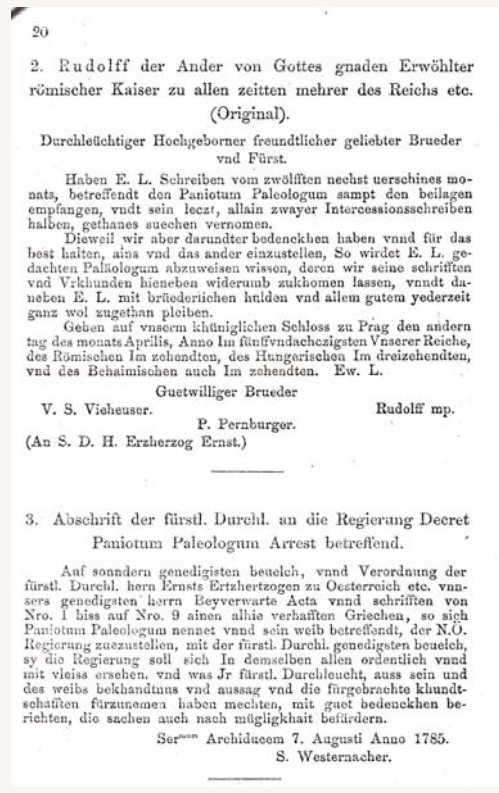 20
2. Rudolff der Ander von Gottes gnaden Erwöhlter
römischer Kaiser zu allen zeitten mehrer des Reichs etc.
(Original).
Durchleüchtiger Hochgeborner freundtlicher geliebter Brueder
vnd Fürst.
Haben E. L. Schreiben vom zwölfften nechst uerschines mo-
nats, betreffendt den Paniotum Paleologum sampt den beilagen
empfangen, vndt sein leczt, allain zwayer Intercessionsschreiben
halben, gethanes suechen vernomen.
Dieweil wir aber darundter bedenckhen haben vnnd für das
best halten, ains vnd das ander einzustellen, So wirdet E. L. ge-
dachten Paläologum abzuweisen wissen, deren wir seine schrifften
vnd Vrkhunden hieneben widerumb zukhomen lassen, vnndt da-
neben E. L. mit brüederlichen hulden vnd allem gutem yederzeit
ganz wol zugethan pleiben.
Geben auf vnserm khüniglichen Schloss zu Prag den andern
tag des monats Aprilis, Anno Im fünffvndachczigsten Vnserer Reiche,
des Römischen Im zehendten, des Hungerischen Im dreizehendten,
vnd des Behaimischen auch Im zehendten. Ew. L.
Guetwilliger Brueder
V. S. Vieheuser. Rudolff mp.
P. Pernburger.
(An S. D. H. Erzherzog Ernst.)
3. Abschrift der fürstl. Durchl. an die Regierung Decret
Paniotum Paleologum Arrest betreffend.
Auf sonndern genedigisten beuelch, vnnd Verordnung der
fürstl. Durchl. hern Ernsts Ertzhertzogen zu Oesterreich etc. vnn-
sers genedigsten herrn Beyverwarte Acta vnnd schrifften von
Nro. 1 biss auf Nro. 9 ainen alhie verhafften Griechen, so sich
Paniotum Paleologum nennet vnnd sein weib betreffendt, der N.Ö.
Regierung zuezustellen, mit der fürstl. Durchl. genedigsten beuelch,
sy die Regierung soll sich In demselben allen ordentlich vnnd
mit vleiss ersehen. vnd was Jr fürstl. Durchleucht, auss sein und
des weibs bekhandtnus vnd aussag vnd die fürgebrachte khundt-
schafften fürzunemen haben mechten, mit guet bedenckhen be-
richten, die sachen auch nach mügligkhait befürdern.
Serᵐᵘᵐ Archiducem 7. Augusti Anno 1785.
S. Westernacher.